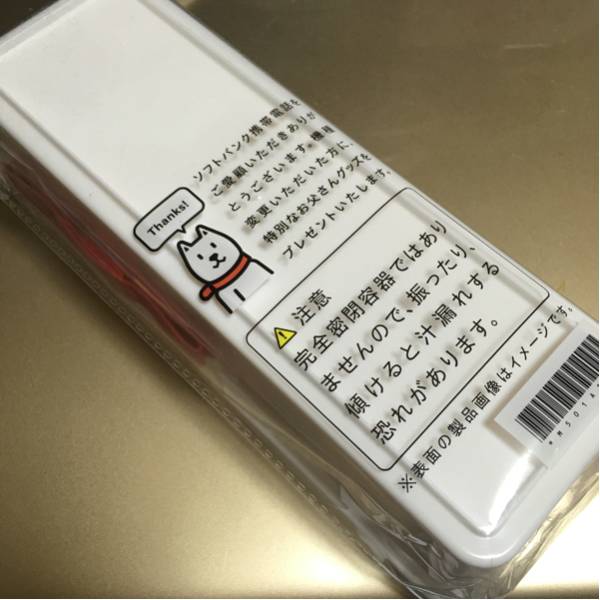 Thanks!
ソフトバンク携帯電話を
ご愛顧いただきありが
とうございます。機種
変更いただいた方に、
特別なお父さんグッズを
プレゼントいたします。
注意
完全密閉容器ではあり
ませんので、振ったり、
傾けると汁漏れする
恐れがあります。
※表面の製品画像はイメージです。
*M501A